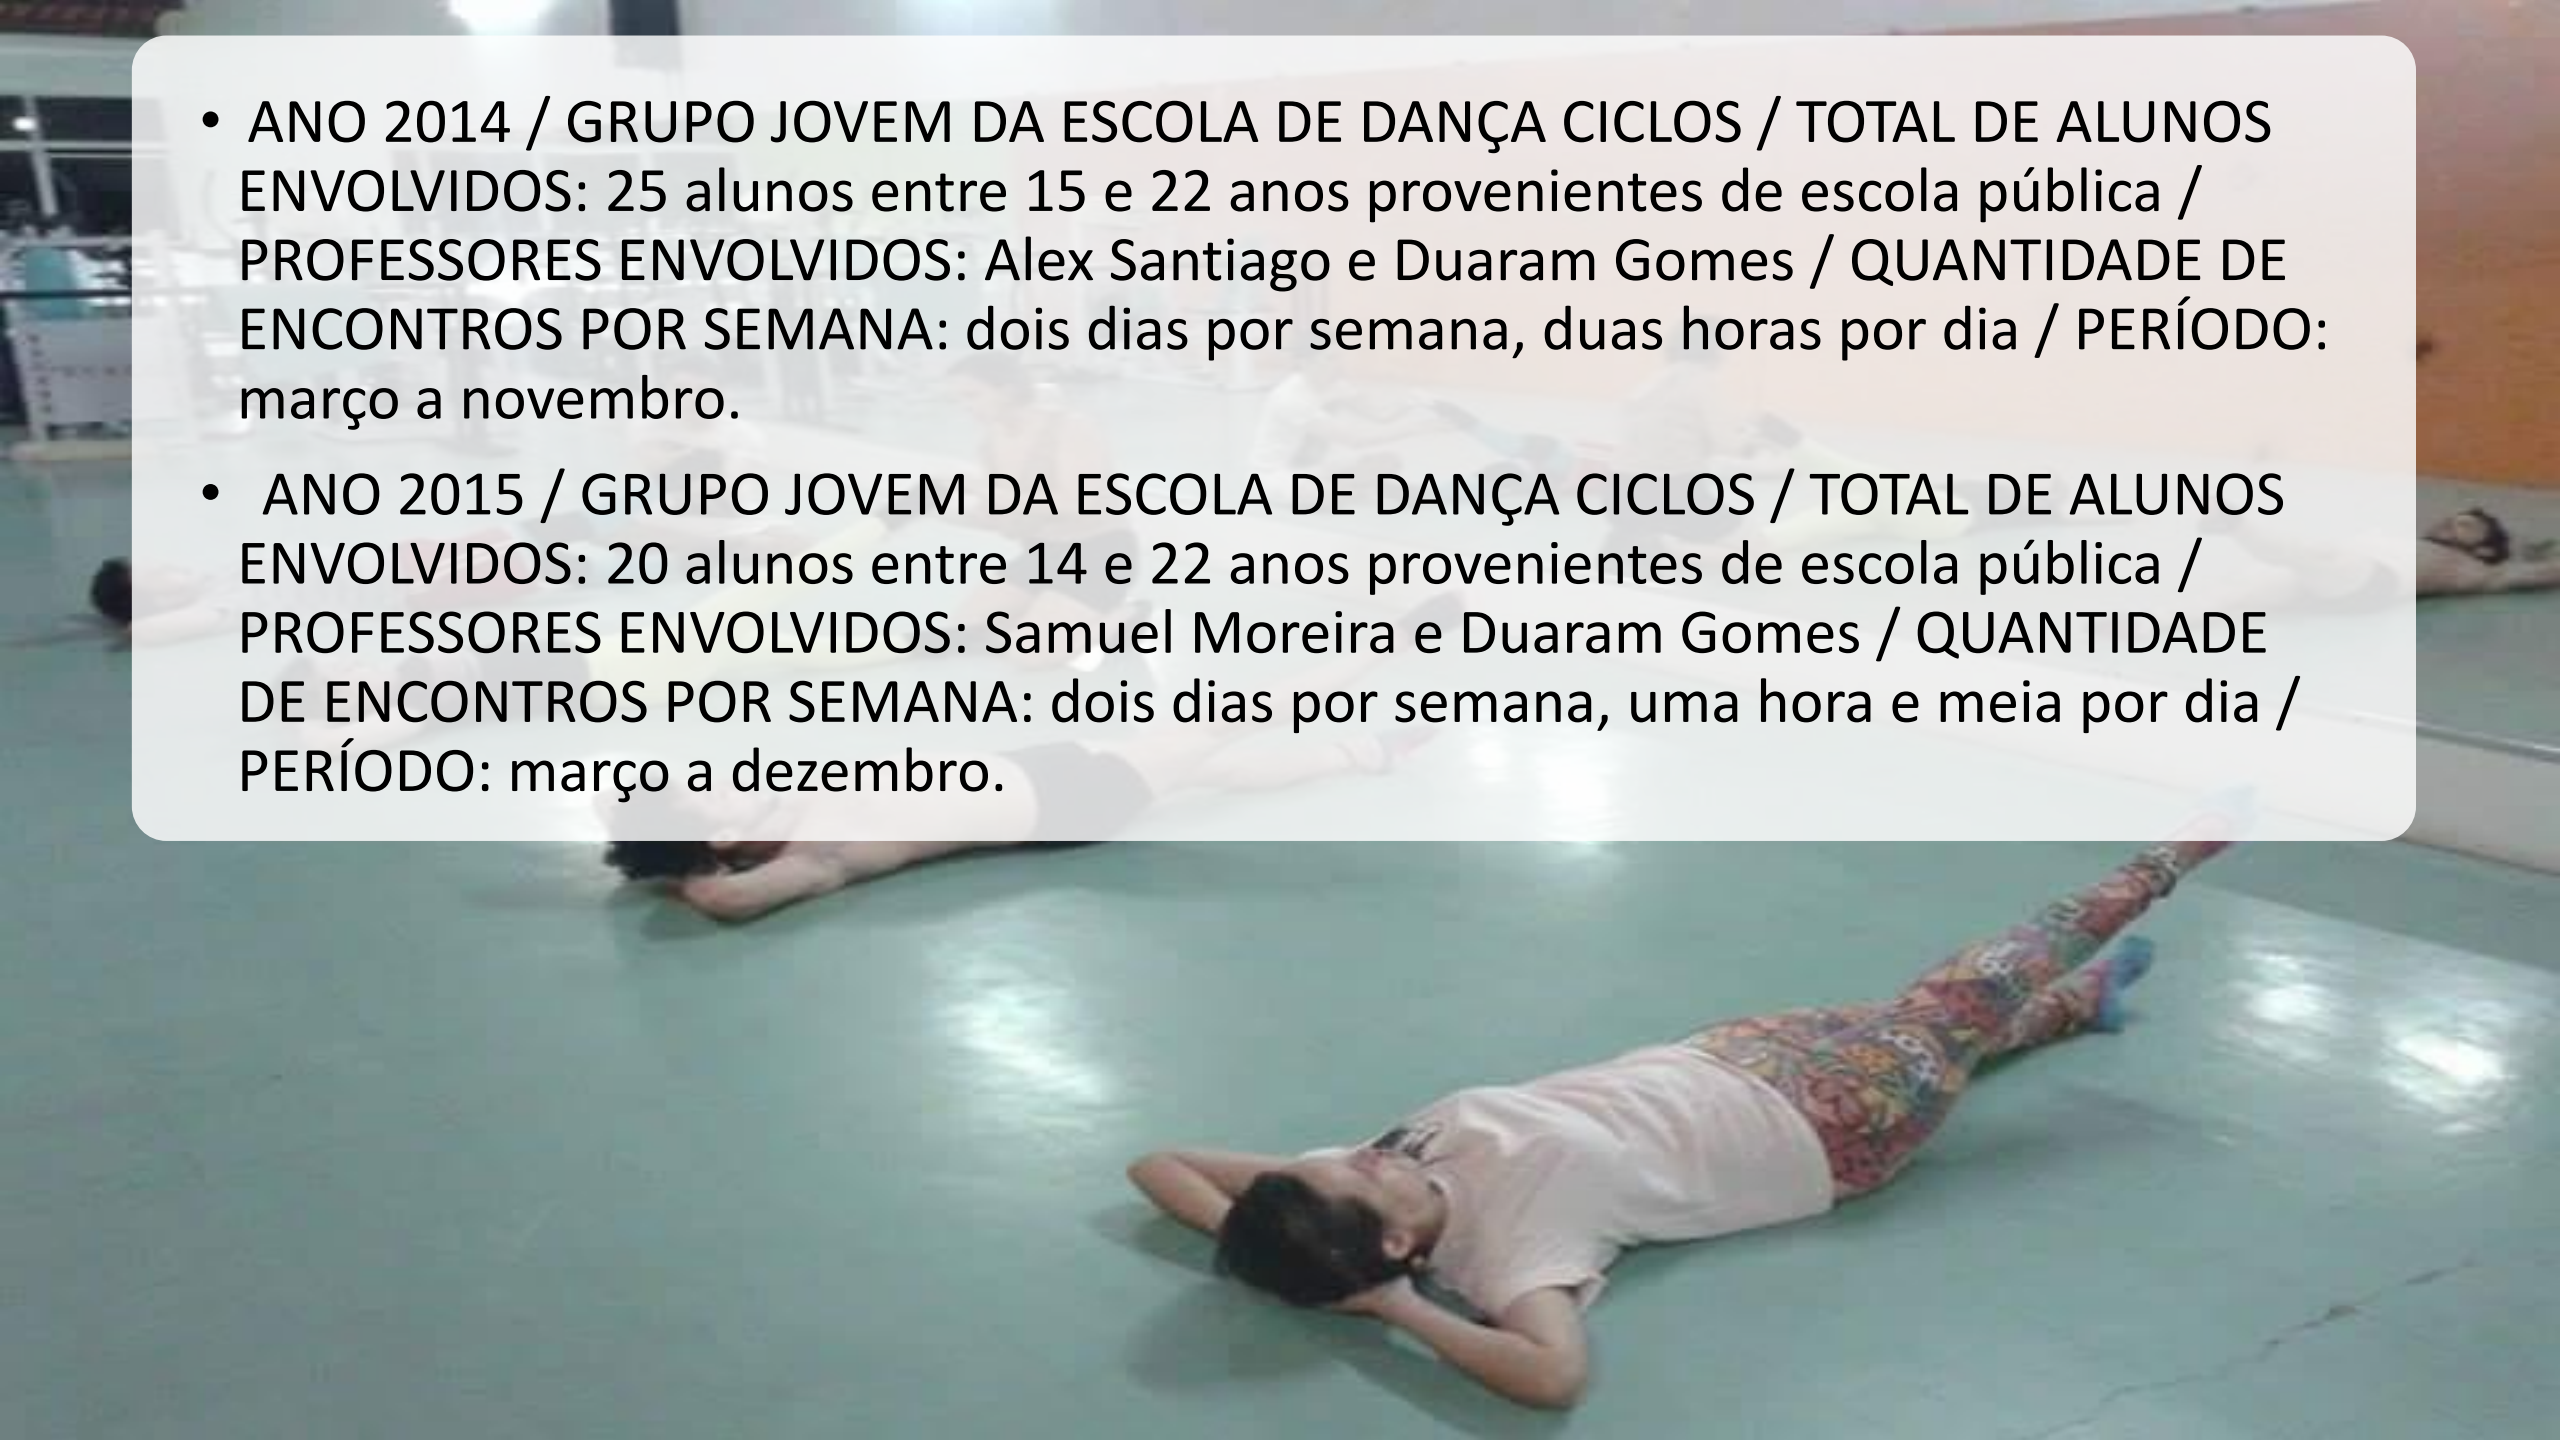 • ANO 2014 / GRUPO JOVEM DA ESCOLA DE DANÇA CICLOS / TOTAL DE ALUNOS
ENVOLVIDOS: 25 alunos entre 15 e 22 anos provenientes de escola pública /
PROFESSORES ENVOLVIDOS: Alex Santiago e Duaram Gomes / QUANTIDADE DE
ENCONTROS POR SEMANA: dois dias por semana, duas horas por dia / PERÍODO:
março a novembro.
• ANO 2015 / GRUPO JOVEM DA ESCOLA DE DANÇA CICLOS / TOTAL DE ALUNOS
ENVOLVIDOS: 20 alunos entre 14 e 22 anos provenientes de escola pública /
PROFESSORES ENVOLVIDOS: Samuel Moreira e Duaram Gomes / QUANTIDADE
DE ENCONTROS POR SEMANA: dois dias por semana, uma hora e meia por dia /
PERÍODO: março a dezembro.